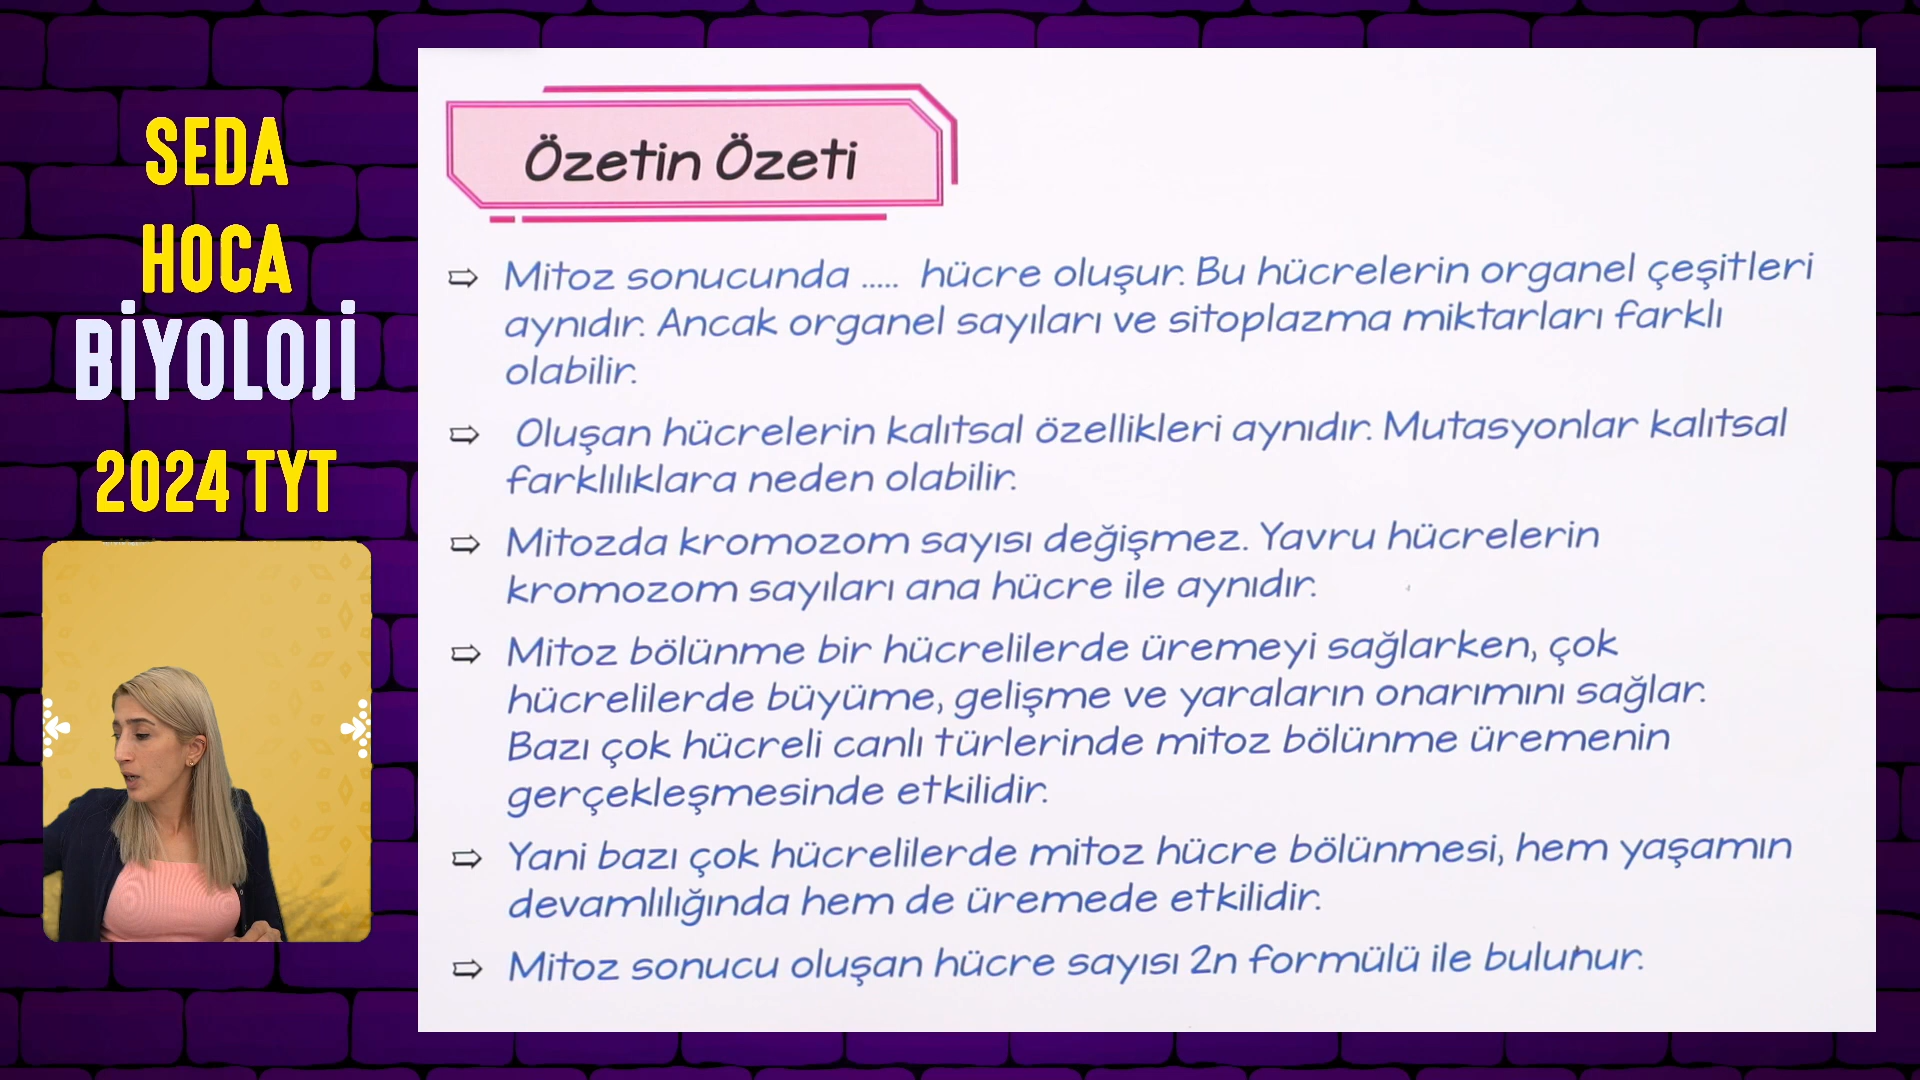 SEDA
HOCA
BİYOLOJİ
2024 TYT
Özetin Özeti
⇨ Mitoz sonucunda ..... hücre oluşur. Bu hücrelerin organel çeşitleri
aynıdır. Ancak organel sayıları ve sitoplazma miktarları farklı
olabilir.
⇨ Oluşan hücrelerin kalıtsal özellikleri aynıdır. Mutasyonlar kalıtsal
farklılıklara neden olabilir.
⇨ Mitozda kromozom sayısı değişmez. Yavru hücrelerin
kromozom sayıları ana hücre ile aynıdır.
⇨ Mitoz bölünme bir hücrelilerde üremeyi sağlarken, çok
hücrelilerde büyüme, gelişme ve yaraların onarımını sağlar.
Bazı çok hücreli canlı türlerinde mitoz bölünme üremenin
gerçekleşmesinde etkilidir.
⇨ Yani bazı çok hücrelilerde mitoz hücre bölünmesi, hem yaşamın
devamlılığında hem de üremede etkilidir.
⇨ Mitoz sonucu oluşan hücre sayısı 2n formülü ile bulunur.